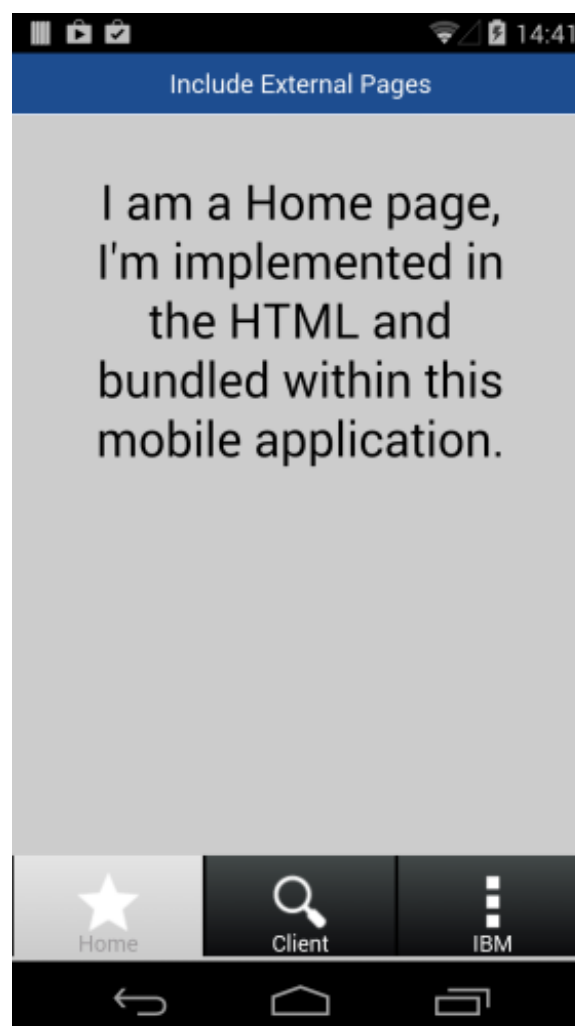 14:41
Include External Pages
I am a Home page,
I'm implemented in
the HTML and
bundled within this
mobile application.
Home
Client
IBM